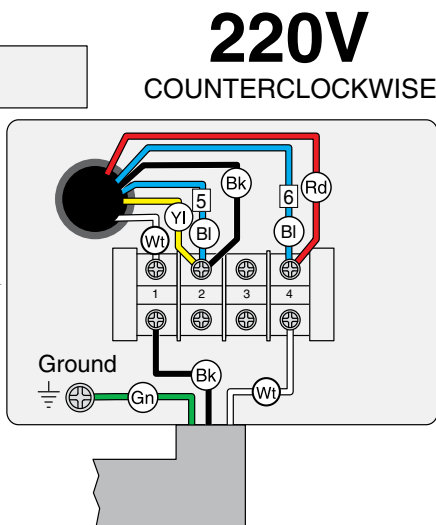 220V
COUNTERCLOCKWISE
Bk
5
6
Rd
Yl
Bl
Bl
Wt
1 2 3 4
Ground
Bk
Gn
Wt